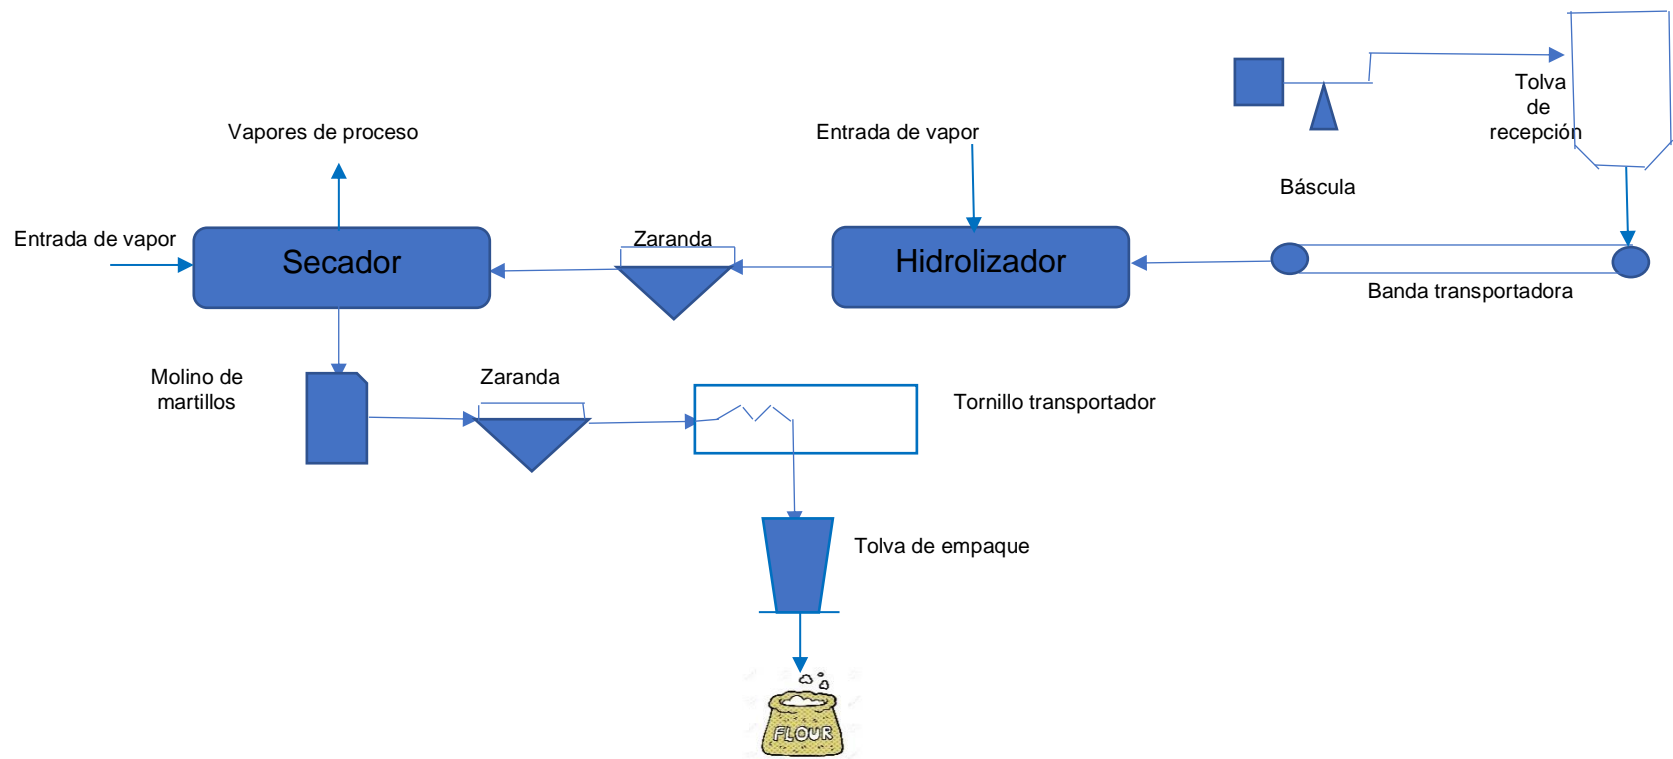 Tolva
de
recepción
Vapores de proceso
Entrada de vapor
Báscula
Entrada de vapor
Secador
Zaranda
Hidrolizador
Banda transportadora
Molino de
martillos
Zaranda
Tornillo transportador
Tolva de empaque
FLOUR